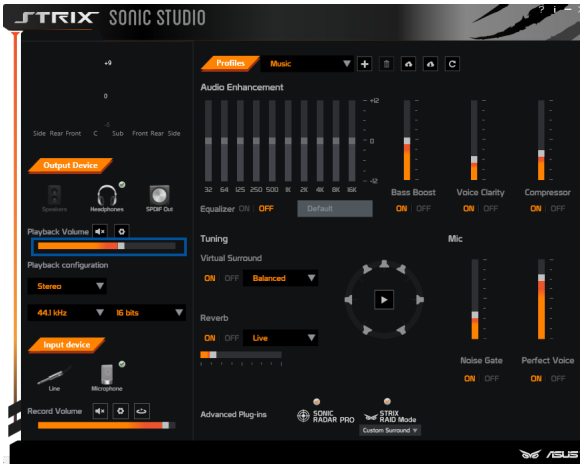 STRIX SONIC STUDIO
? i –
Profiles Music
Audio Enhancement
+9
0
Side Rear Front C Sub Front Rear Side
+12
0
-12
32 64 125 250 500 1K 2K 4K 8K 16K
Equalizer ON OFF Default
Bass Boost
ON OFF
Voice Clarity
ON OFF
Compressor
ON OFF
Output Device
Speakers Headphones SPDIF Out
Playback Volume
Playback configuration
Stereo
44.1 kHz 16 bits
Input device
Line Microphone
Record Volume
Tuning
Virtual Surround
ON OFF Balanced
Reverb
ON OFF Live
Mic
Noise Gate
ON OFF
Perfect Voice
ON OFF
Advanced Plug-ins
SONIC
RADAR PRO
STRIX
RAID Mode
Custom Surround
ASUS